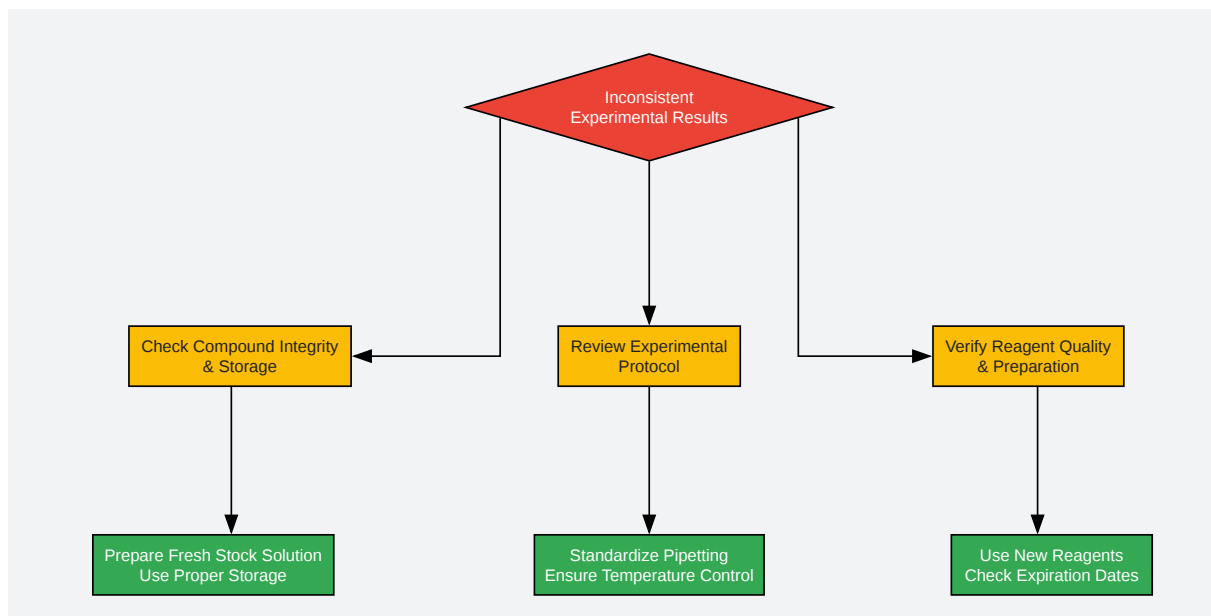 Inconsistent
Experimental Results
Check Compound Integrity
& Storage
Review Experimental
Protocol
Verify Reagent Quality
& Preparation
Prepare Fresh Stock Solution
Use Proper Storage
Standardize Pipetting
Ensure Temperature Control
Use New Reagents
Check Expiration Dates